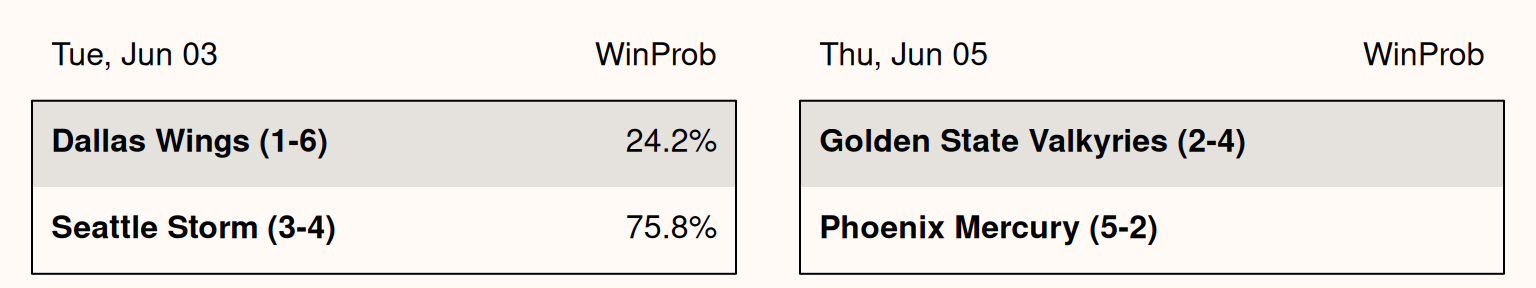 Tue, Jun 03 WinProb
Dallas Wings (1-6) 24.2%
Seattle Storm (3-4) 75.8%
Thu, Jun 05 WinProb
Golden State Valkyries (2-4)
Phoenix Mercury (5-2)